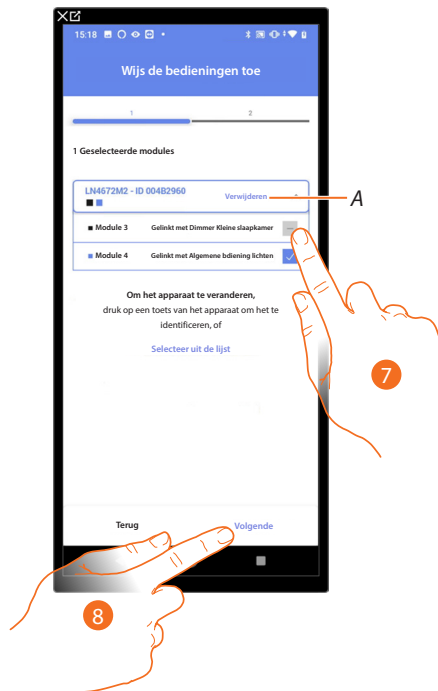 15:18
Wijs de bedieningen toe
1 2
1 Geselecteerde modules
LN4672M2 - ID 004B2960
Verwijderen
A
Module 3 Gelinkt met Dimmer Kleine slaapkamer
Module 4 Gelinkt met Algemene bdiening lichten
Om het apparaat te veranderen,
druk op een toets van het apparaat om het te
identificeren, of
Selecteer uit de lijst
7
Terug Volgende
8